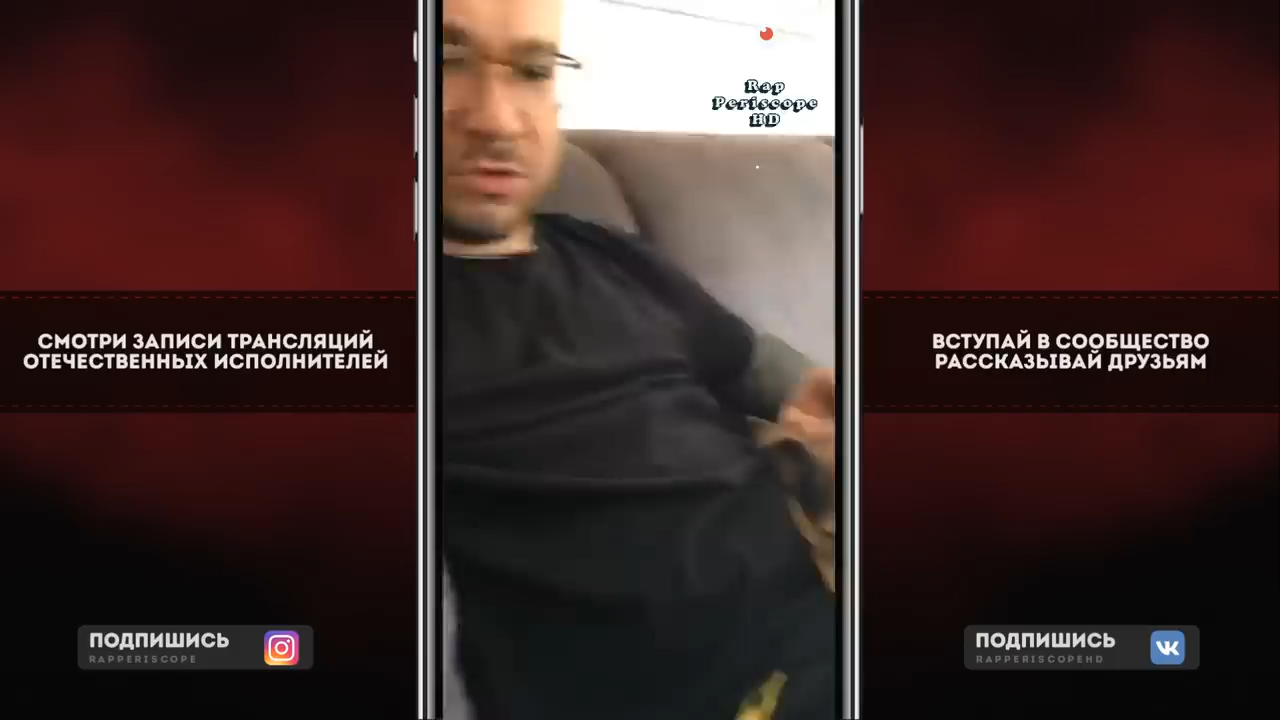 Rap
Periscope
HD
СМОТРИ ЗАПИСИ ТРАНСЛЯЦИЙ
ОТЕЧЕСТВЕННЫХ ИСПОЛНИТЕЛЕЙ
ВСТУПАЙ В СООБЩЕСТВО
РАССКАЗЫВАЙ ДРУЗЬЯМ
ПОДПИШИСЬ
RAPPERISCOPE
ПОДПИШИСЬ
RAPPERISCOPEHD